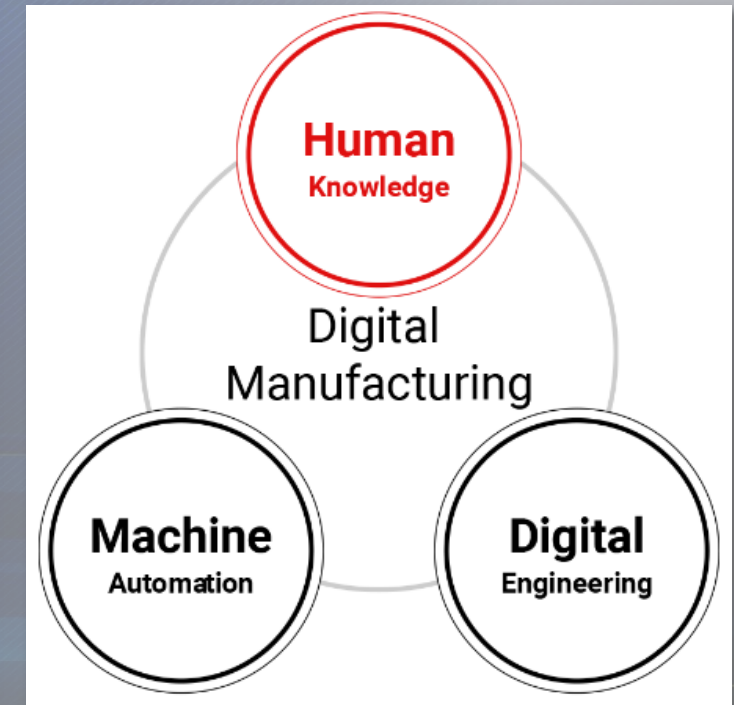 Human
Knowledge
Digital
Manufacturing
Machine
Automation
Digital
Engineering